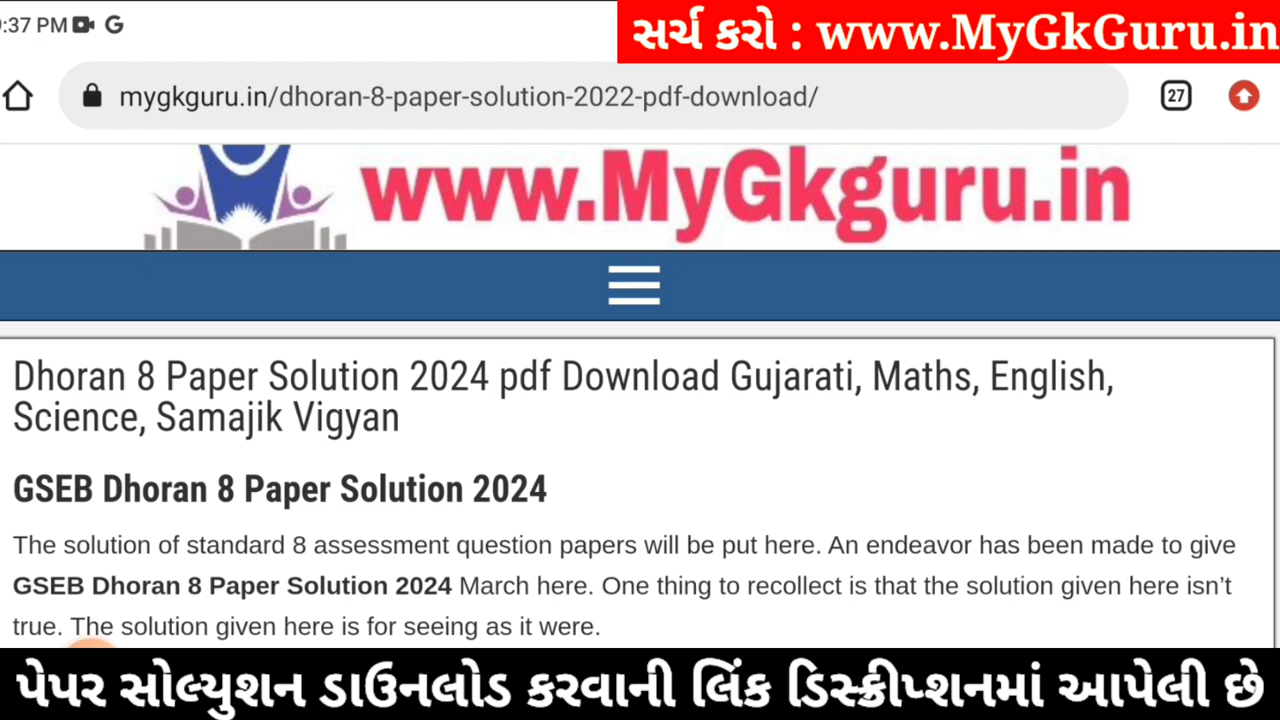 :37 PM G
સર્ચ કરો : www.MyGkGuru.in
mygkguru.in/dhoran-8-paper-solution-2022-pdf-download/
27
www.MyGkguru.in
Dhoran 8 Paper Solution 2024 pdf Download Gujarati, Maths, English,
Science, Samajik Vigyan
GSEB Dhoran 8 Paper Solution 2024
The solution of standard 8 assessment question papers will be put here. An endeavor has been made to give
GSEB Dhoran 8 Paper Solution 2024 March here. One thing to recollect is that the solution given here isn't
true. The solution given here is for seeing as it were.
પેપર સોલ્યુશન ડાઉનલોડ કરવાની લિંક ડિસ્ક્રીપ્શનમાં આપેલી છે